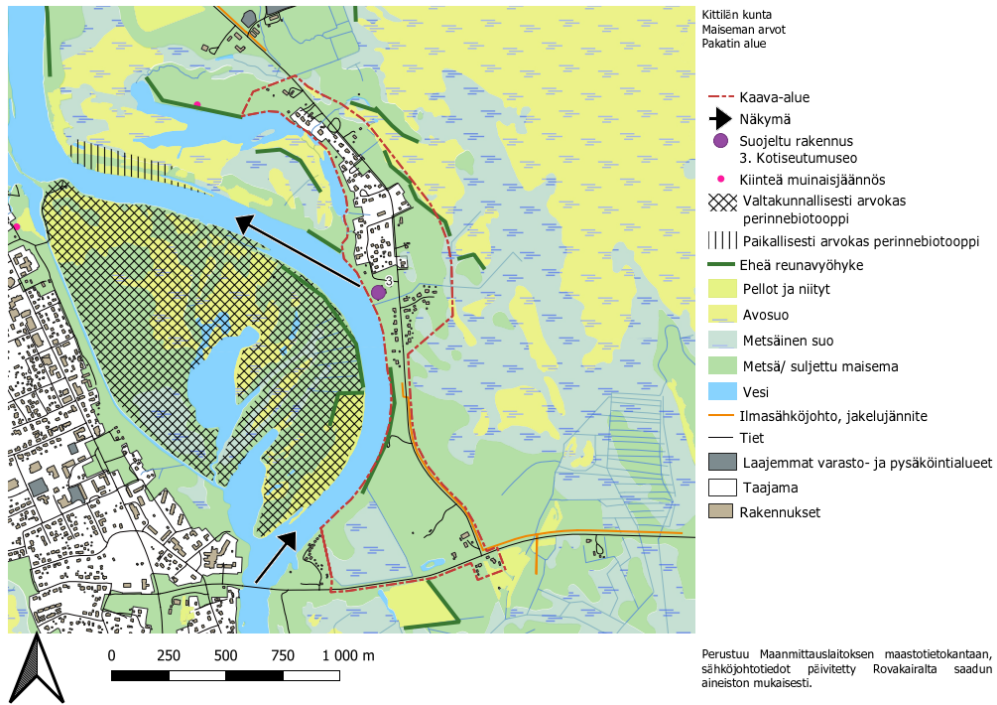 Kittilän kunta
Maiseman arvot
Pakatin alue
Kaava-alue
Näkymä
Suojeltu rakennus
3. Kotiseutumuseo
Kiinteä muinaisjäännös
Valtakunnallisesti arvokas
perinnebiotooppi
Paikallisesti arvokas perinnebiotooppi
Eheä reunavyöhyke
Pellot ja niityt
Avosuo
Metsäinen suo
Metsä/ suljettu maisema
Vesi
Ilmasähköjohto, jakelujännite
Tiet
Laajemmat varasto- ja pysäköintialueet
Taajama
Rakennukset
3
0 250 500 750 1 000 m
Perustuu Maanmittauslaitoksen maastotietokantaan,
sähköjohtotiedot päivitetty Rovakairalta saadun
aineiston mukaisesti.